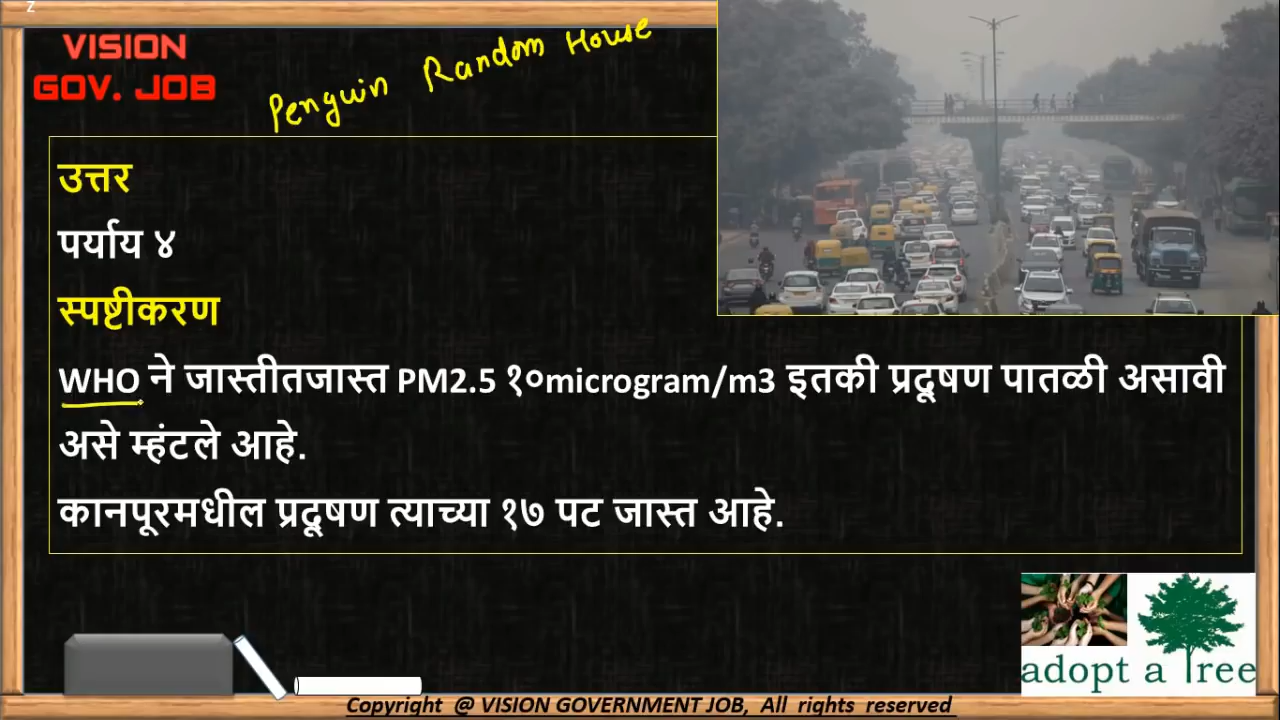 z
VISION
GOV. JOB
Penguin Random House
उत्तर
पर्याय ४
स्पष्टीकरण
WHO ने जास्तीतजास्त PM2.5 १०microgram/m3 इतकी प्रदूषण पातळी असावी
असे म्हंटले आहे.
कानपूरमधील प्रदूषण त्याच्या १७ पट जास्त आहे.
adopt a Tree
Copyright @ VISION GOVERNMENT JOB, All rights reserved